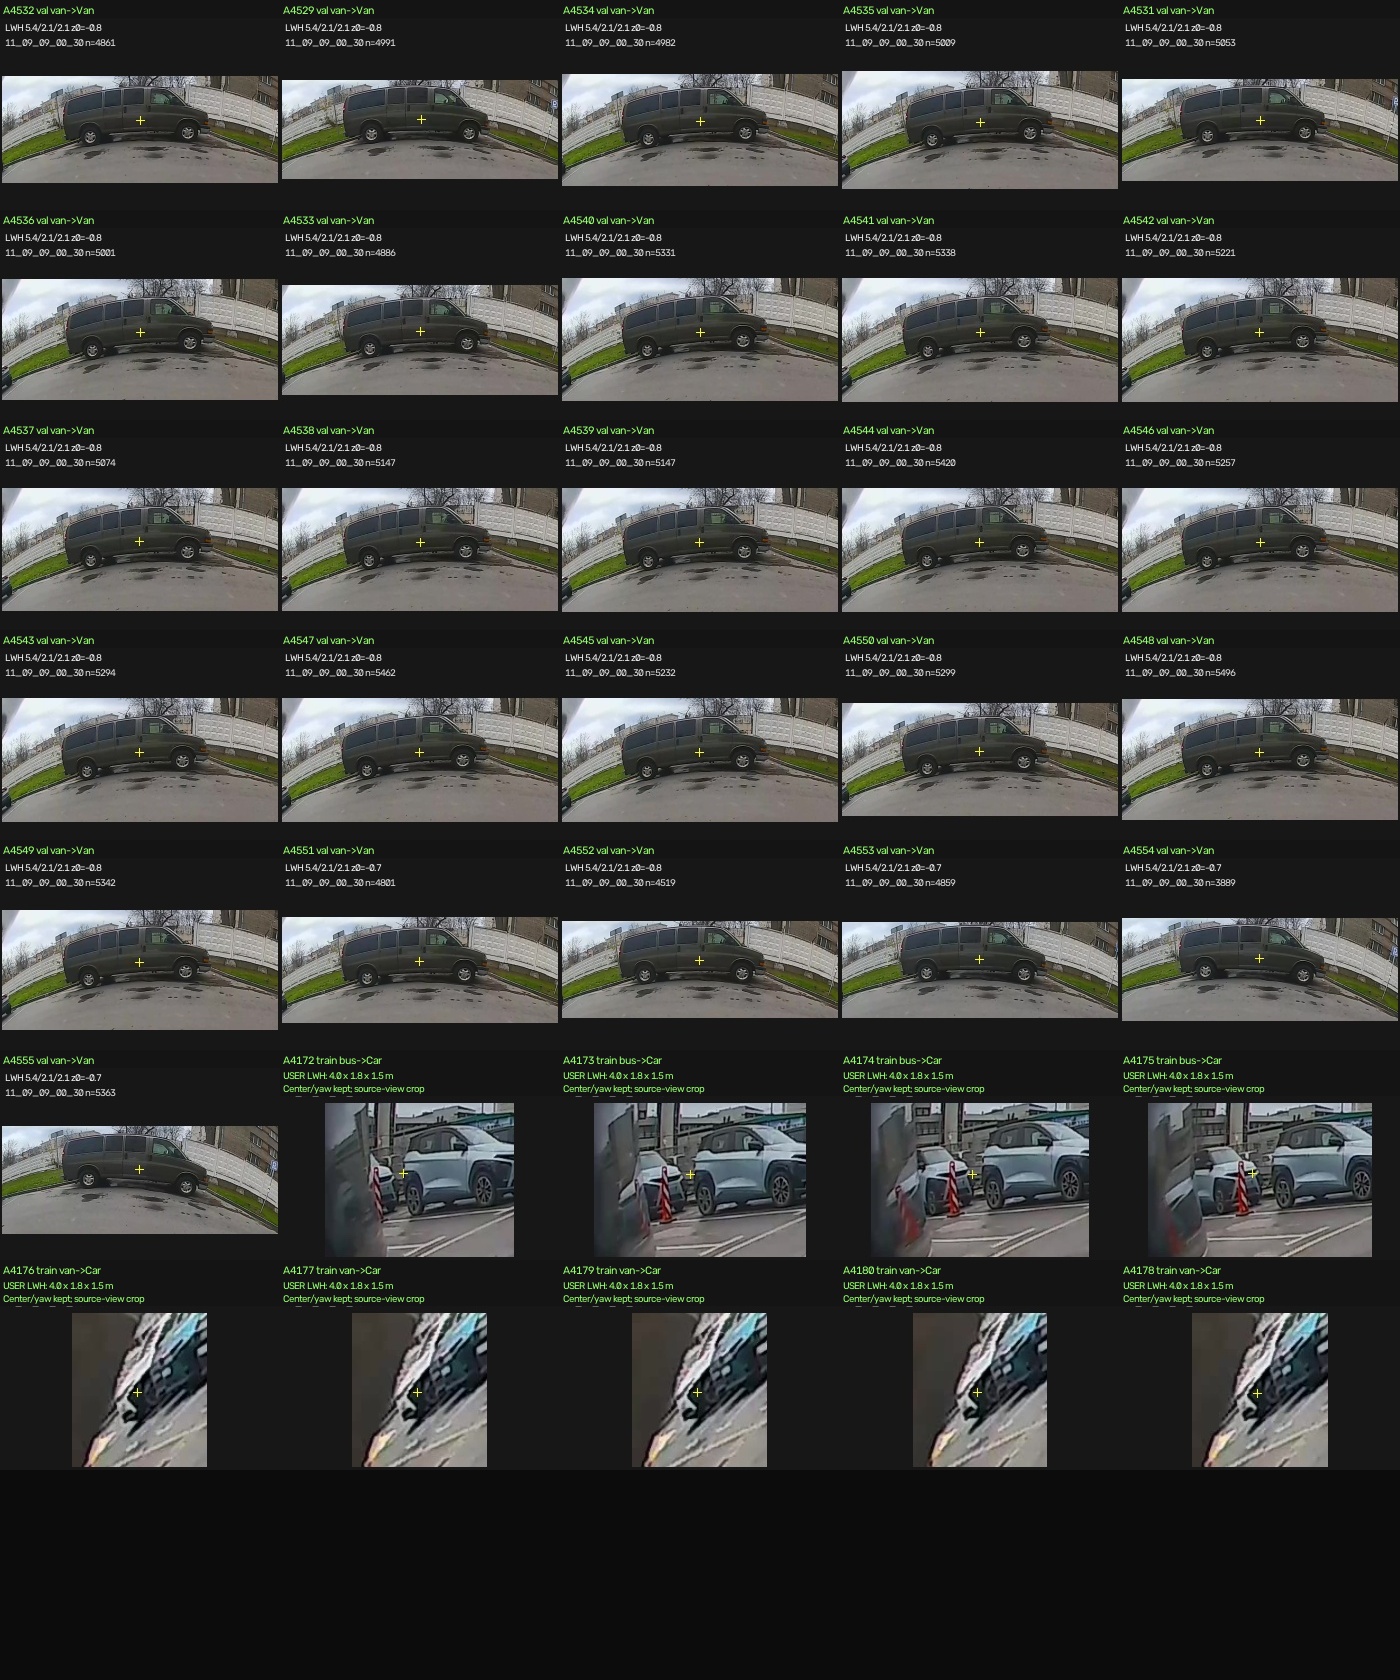 A4532 val van->Van
LWH 5.4/2.1/2.1 z0=-0.8
11_09_09_00_30 n=4861
A4529 val van->Van
LWH 5.4/2.1/2.1 z0=-0.8
11_09_09_00_30 n=4991
A4534 val van->Van
LWH 5.4/2.1/2.1 z0=-0.8
11_09_09_00_30 n=4982
A4535 val van->Van
LWH 5.4/2.1/2.1 z0=-0.8
11_09_09_00_30 n=5009
A4531 val van->Van
LWH 5.4/2.1/2.1 z0=-0.8
11_09_09_00_30 n=5053
A4536 val van->Van
LWH 5.4/2.1/2.1 z0=-0.8
11_09_09_00_30 n=5001
A4533 val van->Van
LWH 5.4/2.1/2.1 z0=-0.8
11_09_09_00_30 n=4886
A4540 val van->Van
LWH 5.4/2.1/2.1 z0=-0.8
11_09_09_00_30 n=5331
A4541 val van->Van
LWH 5.4/2.1/2.1 z0=-0.8
11_09_09_00_30 n=5338
A4542 val van->Van
LWH 5.4/2.1/2.1 z0=-0.8
11_09_09_00_30 n=5221
A4537 val van->Van
LWH 5.4/2.1/2.1 z0=-0.8
11_09_09_00_30 n=5074
A4538 val van->Van
LWH 5.4/2.1/2.1 z0=-0.8
11_09_09_00_30 n=5147
A4539 val van->Van
LWH 5.4/2.1/2.1 z0=-0.8
11_09_09_00_30 n=5147
A4544 val van->Van
LWH 5.4/2.1/2.1 z0=-0.8
11_09_09_00_30 n=5420
A4546 val van->Van
LWH 5.4/2.1/2.1 z0=-0.8
11_09_09_00_30 n=5257
A4543 val van->Van
LWH 5.4/2.1/2.1 z0=-0.8
11_09_09_00_30 n=5294
A4547 val van->Van
LWH 5.4/2.1/2.1 z0=-0.8
11_09_09_00_30 n=5462
A4545 val van->Van
LWH 5.4/2.1/2.1 z0=-0.8
11_09_09_00_30 n=5232
A4550 val van->Van
LWH 5.4/2.1/2.1 z0=-0.8
11_09_09_00_30 n=5299
A4548 val van->Van
LWH 5.4/2.1/2.1 z0=-0.8
11_09_09_00_30 n=5496
A4549 val van->Van
LWH 5.4/2.1/2.1 z0=-0.8
11_09_09_00_30 n=5342
A4551 val van->Van
LWH 5.4/2.1/2.1 z0=-0.7
11_09_09_00_30 n=4801
A4552 val van->Van
LWH 5.4/2.1/2.1 z0=-0.8
11_09_09_00_30 n=4519
A4553 val van->Van
LWH 5.4/2.1/2.1 z0=-0.7
11_09_09_00_30 n=4859
A4554 val van->Van
LWH 5.4/2.1/2.1 z0=-0.7
11_09_09_00_30 n=3889
A4555 val van->Van
LWH 5.4/2.1/2.1 z0=-0.7
11_09_09_00_30 n=5363
A4172 train bus->Car
USER LWH: 4.0 x 1.8 x 1.5 m
Center/yaw kept; source-view crop
A4173 train bus->Car
USER LWH: 4.0 x 1.8 x 1.5 m
Center/yaw kept; source-view crop
A4174 train bus->Car
USER LWH: 4.0 x 1.8 x 1.5 m
Center/yaw kept; source-view crop
A4175 train bus->Car
USER LWH: 4.0 x 1.8 x 1.5 m
Center/yaw kept; source-view crop
A4176 train van->Car
USER LWH: 4.0 x 1.8 x 1.5 m
Center/yaw kept; source-view crop
A4177 train van->Car
USER LWH: 4.0 x 1.8 x 1.5 m
Center/yaw kept; source-view crop
A4179 train van->Car
USER LWH: 4.0 x 1.8 x 1.5 m
Center/yaw kept; source-view crop
A4180 train van->Car
USER LWH: 4.0 x 1.8 x 1.5 m
Center/yaw kept; source-view crop
A4178 train van->Car
USER LWH: 4.0 x 1.8 x 1.5 m
Center/yaw kept; source-view crop